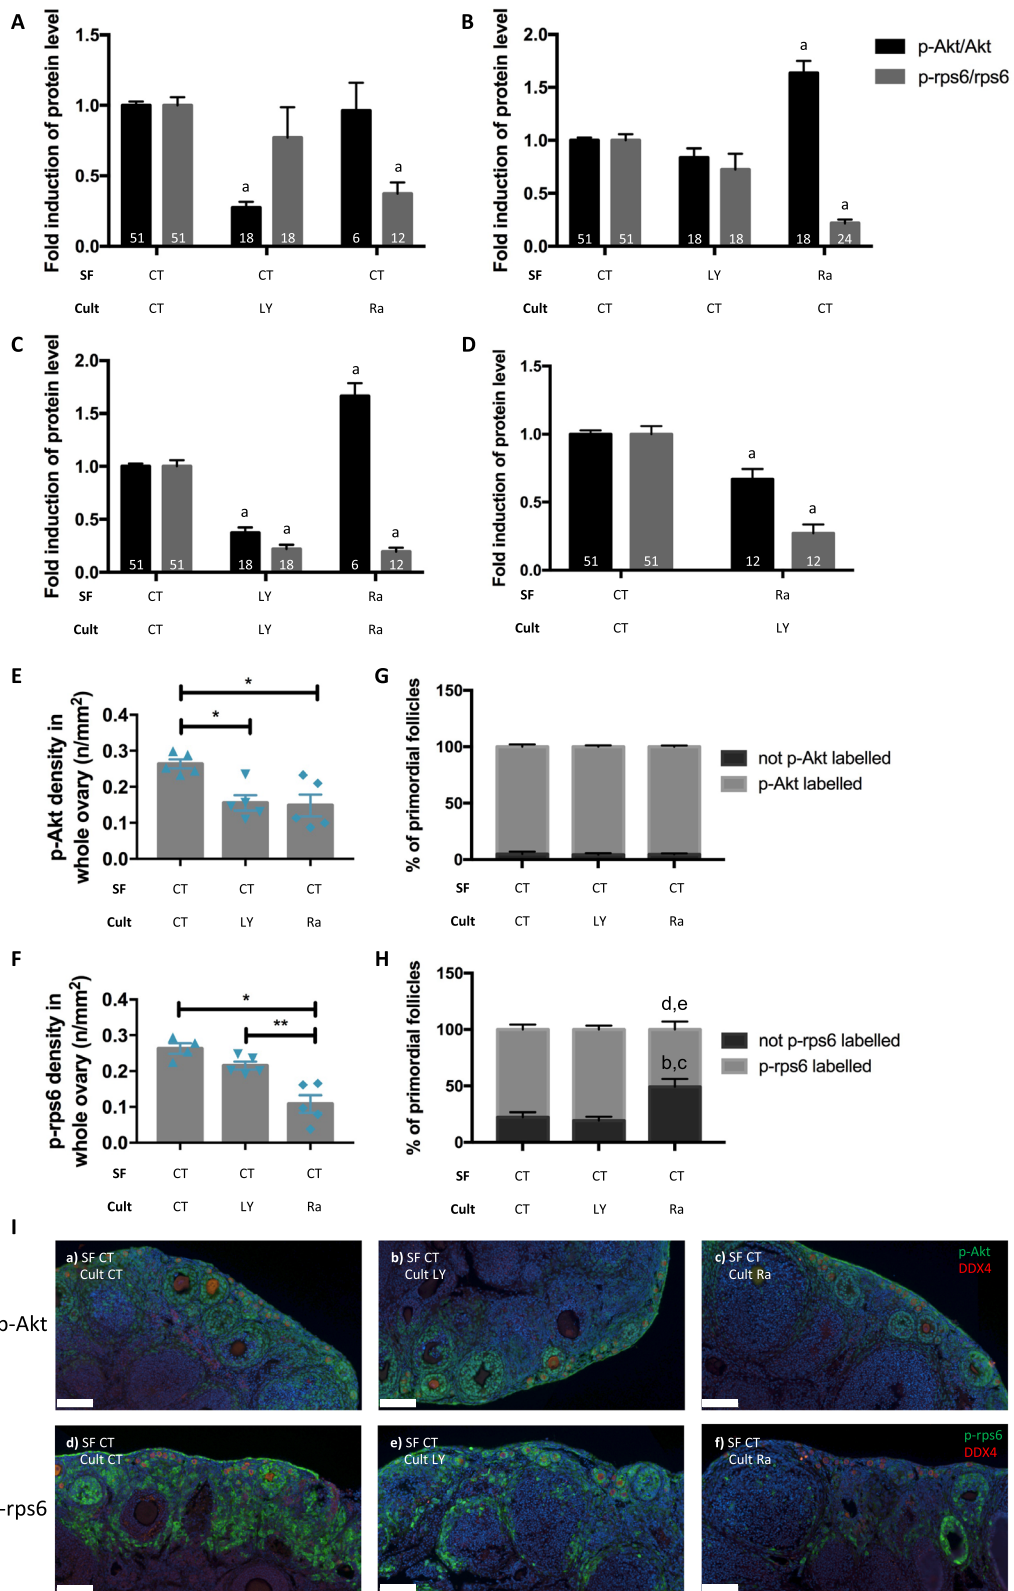 A
Fold induction of protein level
1.5
1.0
0.5
0.0
51 51 18 18 6 12
a a
SF CT CT CT
Cult CT LY Ra
B
Fold induction of protein level
2.0
1.5
1.0
0.5
0.0
51 51 18 18 18 24
a a
SF CT LY Ra
Cult CT CT CT
p-Akt/Akt
p-rps6/rps6
C
Fold induction of protein level
2.0
1.5
1.0
0.5
0.0
51 51 18 18 6 12
a a a a
SF CT LY Ra
Cult CT LY Ra
D
Fold induction of protein level
1.5
1.0
0.5
0.0
51 51 12 12
a a
SF CT Ra
Cult CT LY
E
p-Akt density in
whole ovary (n/mm²)
0.4
0.3
0.2
0.1
0.0
*
*
SF CT CT CT
Cult CT LY Ra
G
% of primordial follicles
150
100
50
0
not p-Akt labelled
p-Akt labelled
SF CT CT CT
Cult CT LY Ra
F
p-rps6 density in
whole ovary (n/mm²)
0.4
0.3
0.2
0.1
0.0
*
**
SF CT CT CT
Cult CT LY Ra
H
% of primordial follicles
150
100
50
0
d,e
b,c
not p-rps6 labelled
p-rps6 labelled
SF CT CT CT
Cult CT LY Ra
I
p-Akt
a) SF CT
Cult CT
b) SF CT
Cult LY
c) SF CT
Cult Ra
p-Akt
DDX4
-rps6
d) SF CT
Cult CT
e) SF CT
Cult LY
f) SF CT
Cult Ra
p-rps6
DDX4